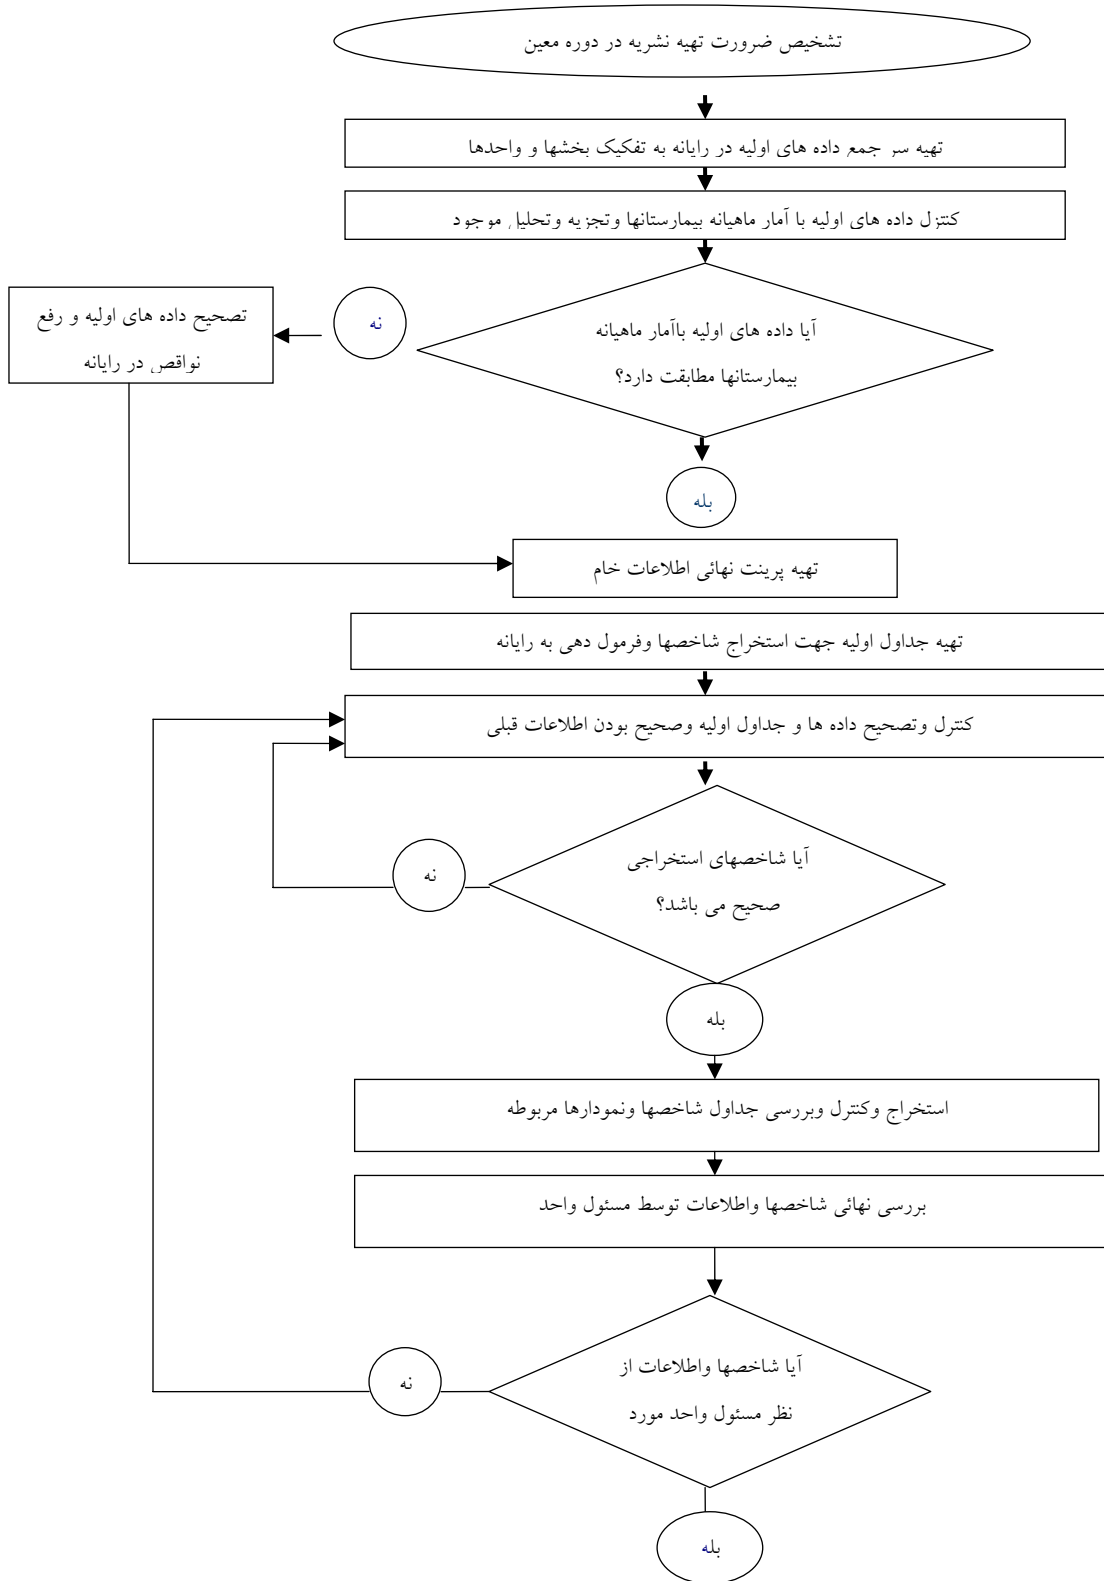 تشخیص ضرورت تهیه نشریه در دوره معین
تهیه سر جمع داده های اولیه در رایانه به تفکیک بخشها و واحدها
کنتزل داده های اولیه با آمار ماهیانه بیمارستانها وتجزیه وتحلیل موجود
آیا داده های اولیه باآمار ماهیانه
بیمارستانها مطابقت دارد؟
نه
تصحیح داده های اولیه و رفع
نواقص در رایانه
بله
تهیه پرینت نهائی اطلاعات خام
تهیه جداول اولیه جهت استخراج شاخصها وفرمول دهی به رایانه
کنترل وتصحیح داده ها و جداول اولیه وصحیح بودن اطلاعات قبلی
آیا شاخصهای استخراجی
صحیح می باشد؟
نه
بله
استخراج وکنترل وبررسی جداول شاخصها ونمودارها مربوطه
بررسی نهائی شاخصها واطلاعات توسط مسئول واحد
آیا شاخصها واطلاعات از
نظر مسئول واحد مورد
نه
بله